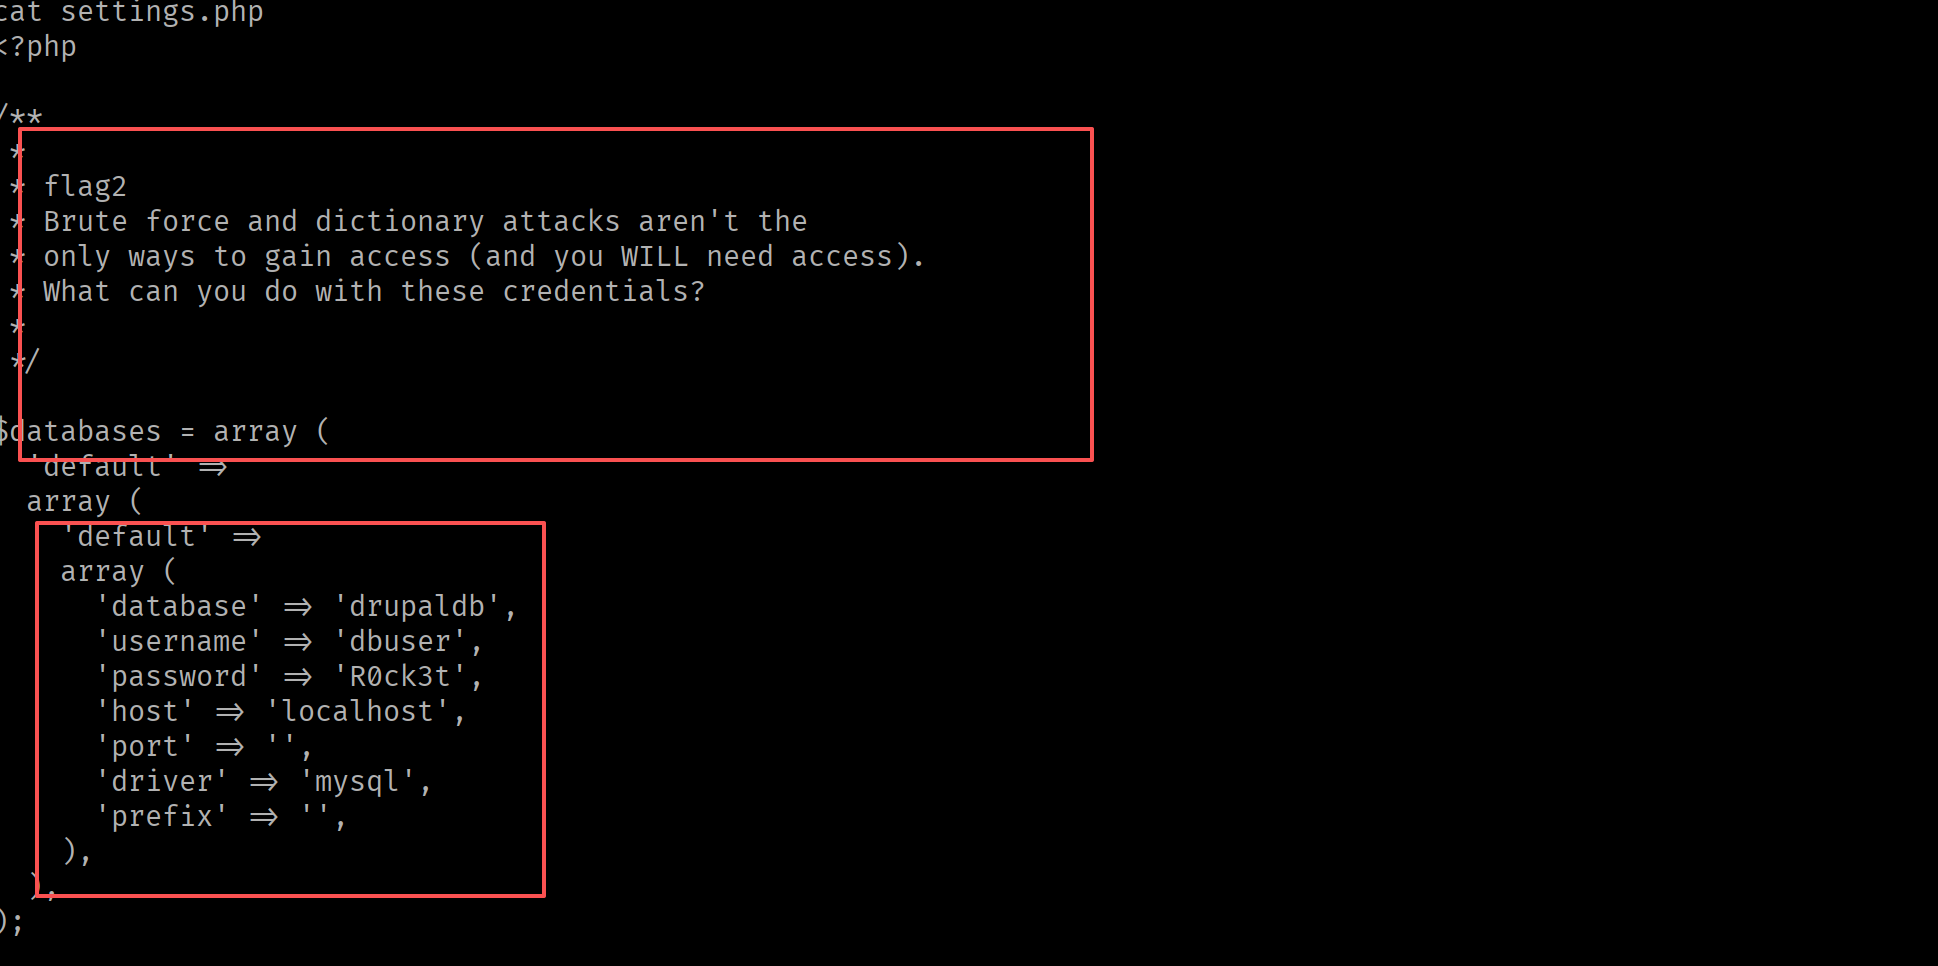 cat settings.php
<?php
/**
*
* flag2
* Brute force and dictionary attacks aren't the
* only ways to gain access (and you WILL need access).
* What can you do with these credentials?
*
*/
$databases = array (
'default' =>
array (
'default' =>
array (
'database' => 'drupaldb',
'username' => 'dbuser',
'password' => 'R0ck3t',
'host' => 'localhost',
'port' => '',
'driver' => 'mysql',
'prefix' => '',
),
),
);